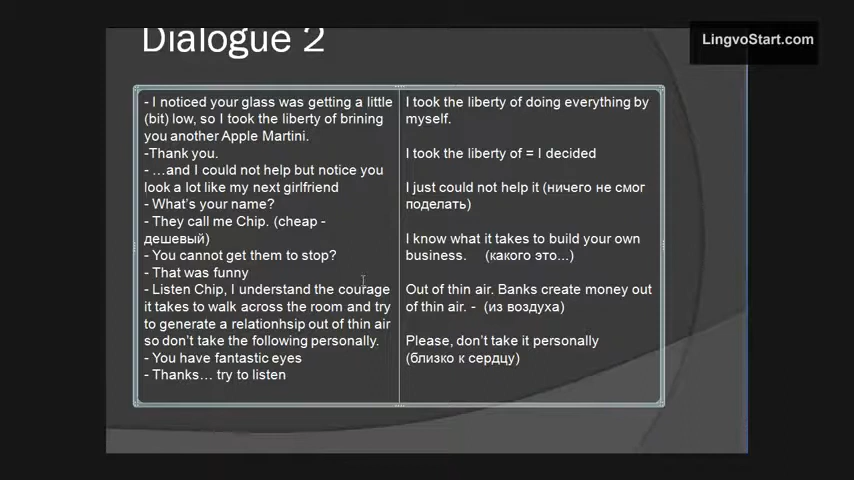 Dialogue 2
LingvoStart.com
- I noticed your glass was getting a little
(bit) low, so I took the liberty of brining
you another Apple Martini.
-Thank you.
- …and I could not help but notice you
look a lot like my next girlfriend
- What's your name?
- They call me Chip. (cheap -
дешевый)
- You cannot get them to stop?
- That was funny
- Listen Chip, I understand the courage
it takes to walk across the room and try
to generate a relationhsip out of thin air
so don't take the following personally.
- You have fantastic eyes
- Thanks… try to listen
I took the liberty of doing everything by
myself.
I took the liberty of = I decided
I just could not help it (ничего не смог
поделать)
I know what it takes to build your own
business. (какого это...)
Out of thin air. Banks create money out
of thin air. - (из воздуха)
Please, don't take it personally
(близко к сердцу)